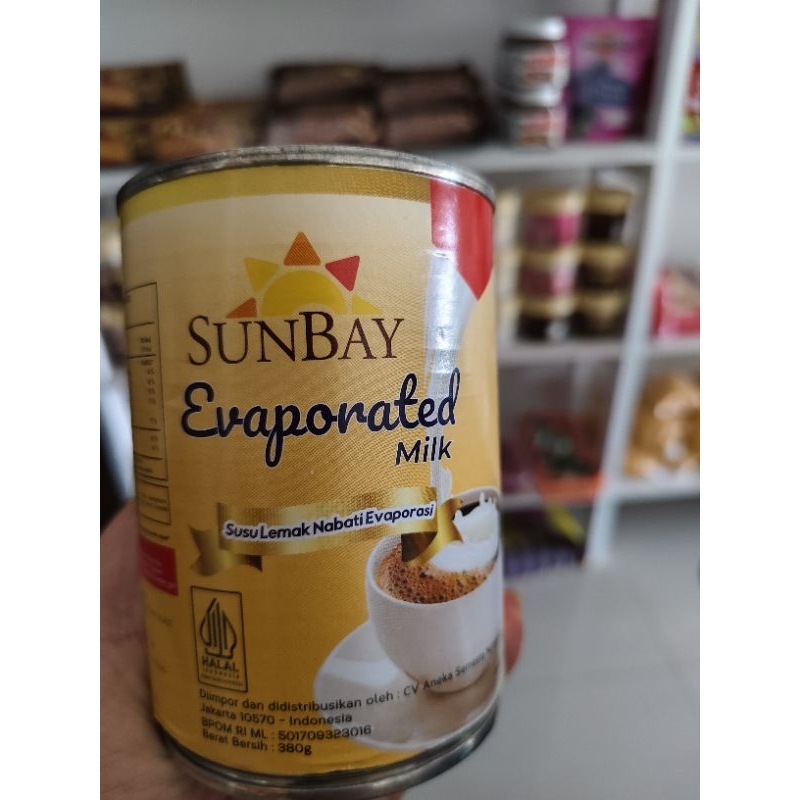 SUNBAY
Evaporated
Milk
Susu Lemak Nabati Evaporasi
HALAL
INDONESIA
Diimpor dan didistribusikan oleh : CV Aneka
Jakarta 10570 - Indonesia
BPOM RI ML : 501709323016
Berat Bersih : 380g